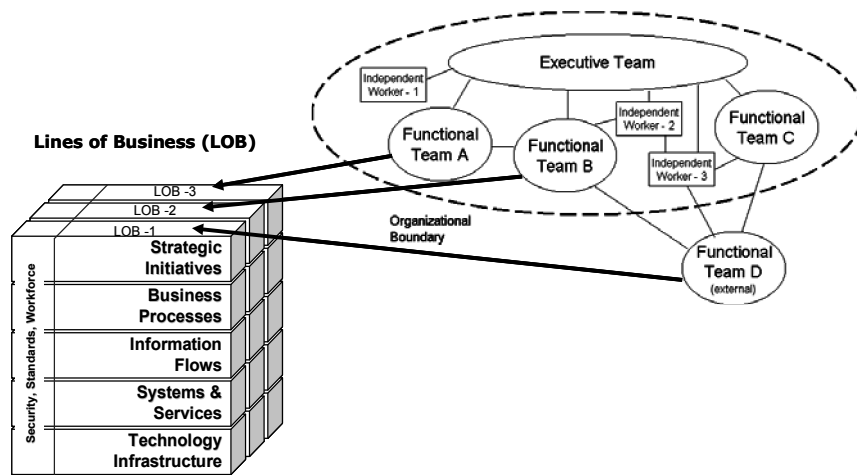 Executive Team
Independent
Worker - 1
Independent
Worker - 2
Functional
Team A
Functional
Team B
Functional
Team C
Independent
Worker - 3
Lines of Business (LOB)
Organizational
Boundary
Functional
Team D
(external)
LOB -3
LOB -2
LOB -1
Security, Standards, Workforce
Strategic
Initiatives
Business
Processes
Information
Flows
Systems &
Services
Technology
Infrastructure